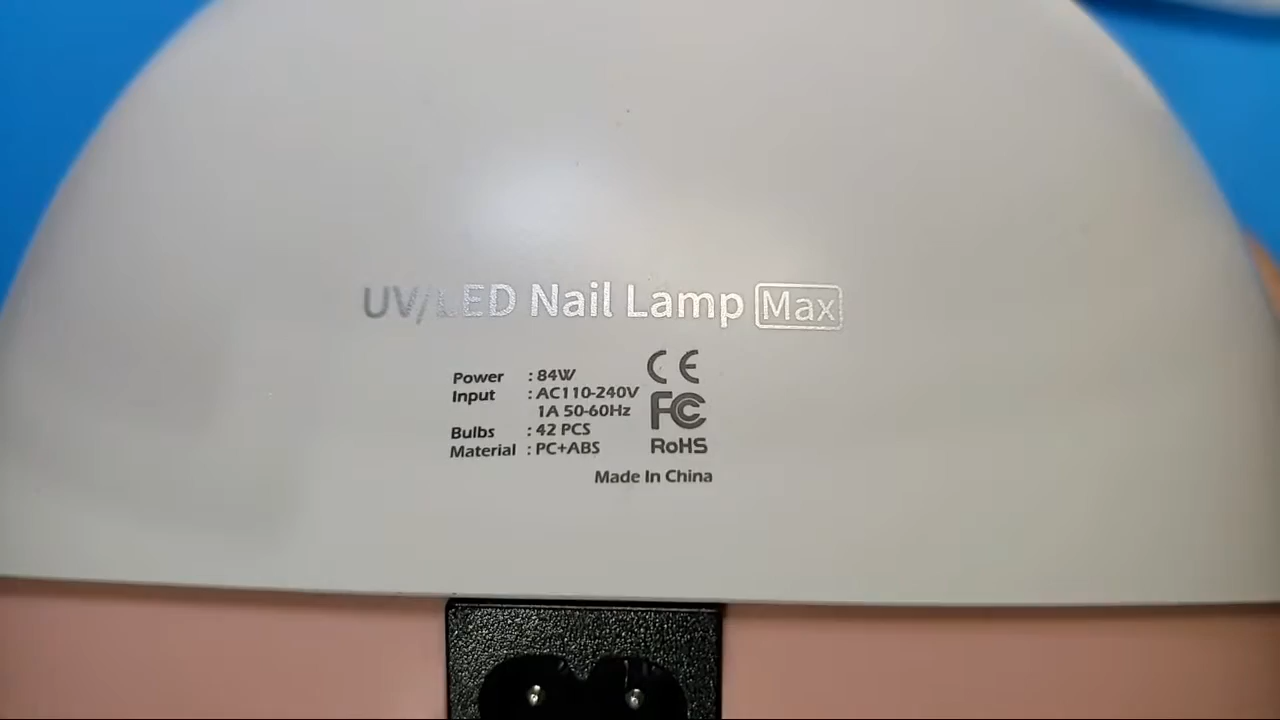 UV/LED Nail Lamp Max
Power : 84W
Input : AC110-240V
1A 50-60Hz
Bulbs : 42 PCS
Material : PC+ABS
CE
FC
RoHS
Made In China